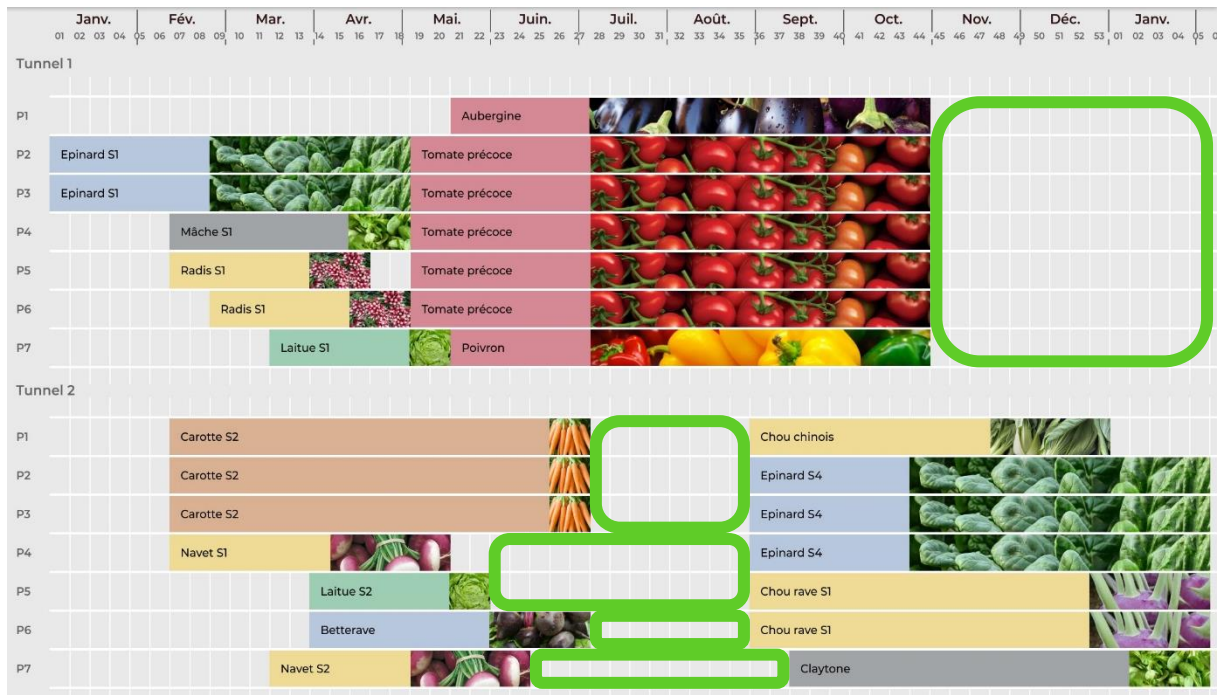 Janv. Fév. Mar. Avr. Mai. Juin. Juil. Août. Sept. Oct. Nov. Déc. Janv.
01 02 03 04 05 06 07 08 09 10 11 12 13 14 15 16 17 18 19 20 21 22 23 24 25 26 27 28 29 30 31 32 33 34 35 36 37 38 39 40 41 42 43 44 45 46 47 48 49 50 51 52 53 01 02 03 04 05
Tunnel 1
P1 Aubergine
P2 Epinard S1 Tomate précoce
P3 Epinard S1 Tomate précoce
P4 Mâche S1 Tomate précoce
P5 Radis S1 Tomate précoce
P6 Radis S1 Tomate précoce
P7 Laitue S1 Poivron
Tunnel 2
P1 Carotte S2 Chou chinois
P2 Carotte S2 Epinard S4
P3 Carotte S2 Epinard S4
P4 Navet S1 Epinard S4
P5 Laitue S2 Chou rave S1
P6 Betterave Chou rave S1
P7 Navet S2 Claytone